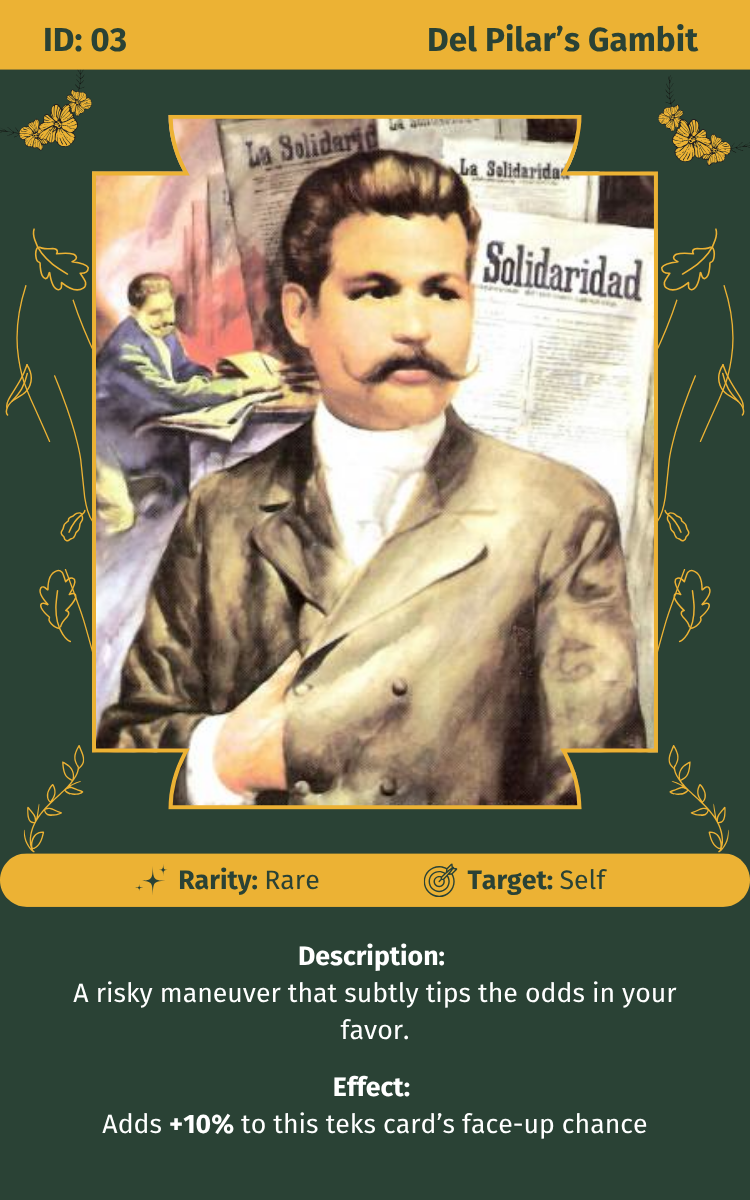 ID: 03
Del Pilar’s Gambit
La Solidarid
La Solidarida
Solidaridad
Rarity: Rare
Target: Self
Description:
A risky maneuver that subtly tips the odds in your
favor.
Effect:
Adds +10% to this teks card’s face-up chance